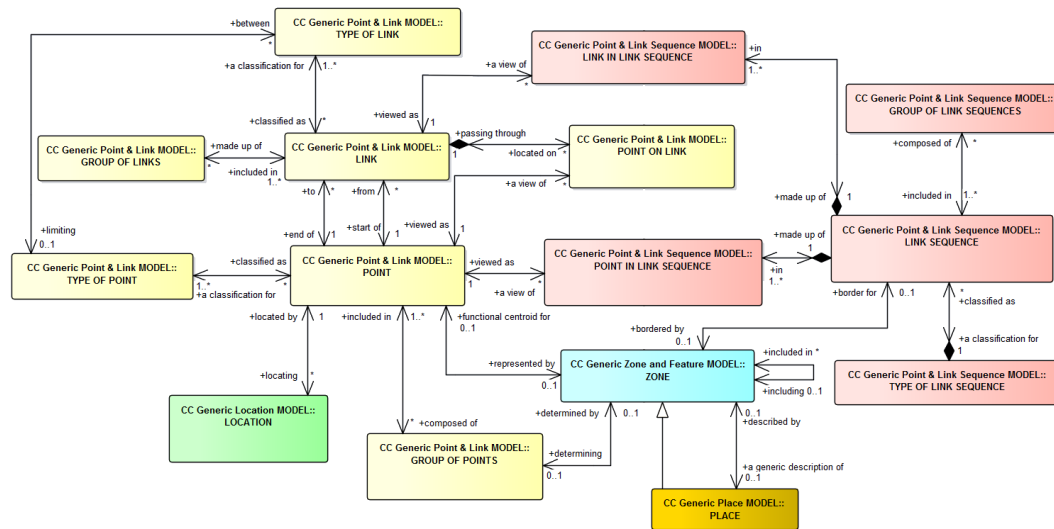 +between
*
CC Generic Point & Link MODEL::
TYPE OF LINK
+a classification for
1..*
+classified as
*
CC Generic Point & Link Sequence MODEL::
LINK IN LINK SEQUENCE
+a view of
*
+in
1..*
+viewed as
1
CC Generic Point & Link Sequence MODEL::
GROUP OF LINK SEQUENCES
+composed of
*
CC Generic Point & Link MODEL::
GROUP OF LINKS
+made up of
*
+included in
1..*
CC Generic Point & Link MODEL::
LINK
+passing through
1
+located on
*
CC Generic Point & Link MODEL::
POINT ON LINK
+a view of
*
+to
*
+from
*
+viewed as
1
+end of
1
+start of
1
+included in
1..*
+made up of
1
+made up of
1
CC Generic Point & Link Sequence MODEL::
LINK SEQUENCE
+limiting
0..1
CC Generic Point & Link MODEL::
TYPE OF POINT
+classified as
1..*
+a classification for
*
CC Generic Point & Link MODEL::
POINT
+viewed as
1
+a view of
*
CC Generic Point & Link Sequence MODEL::
POINT IN LINK SEQUENCE
+in
1..*
+border for
0..1
*
+classified as
+located by
1
+included in
1..*
+functional centroid for
0..1
+bordered by
0..1
+a classification for
1
+represented by
0..1
CC Generic Zone and Feature MODEL::
ZONE
+included in *
+including 0..1
CC Generic Point & Link Sequence MODEL::
TYPE OF LINK SEQUENCE
+locating
*
CC Generic Location MODEL::
LOCATION
*
+composed of
+determined by
0..1
0..1
+described by
CC Generic Point & Link MODEL::
GROUP OF POINTS
+determining
0..1
+a generic description of
0..1
CC Generic Place MODEL::
PLACE